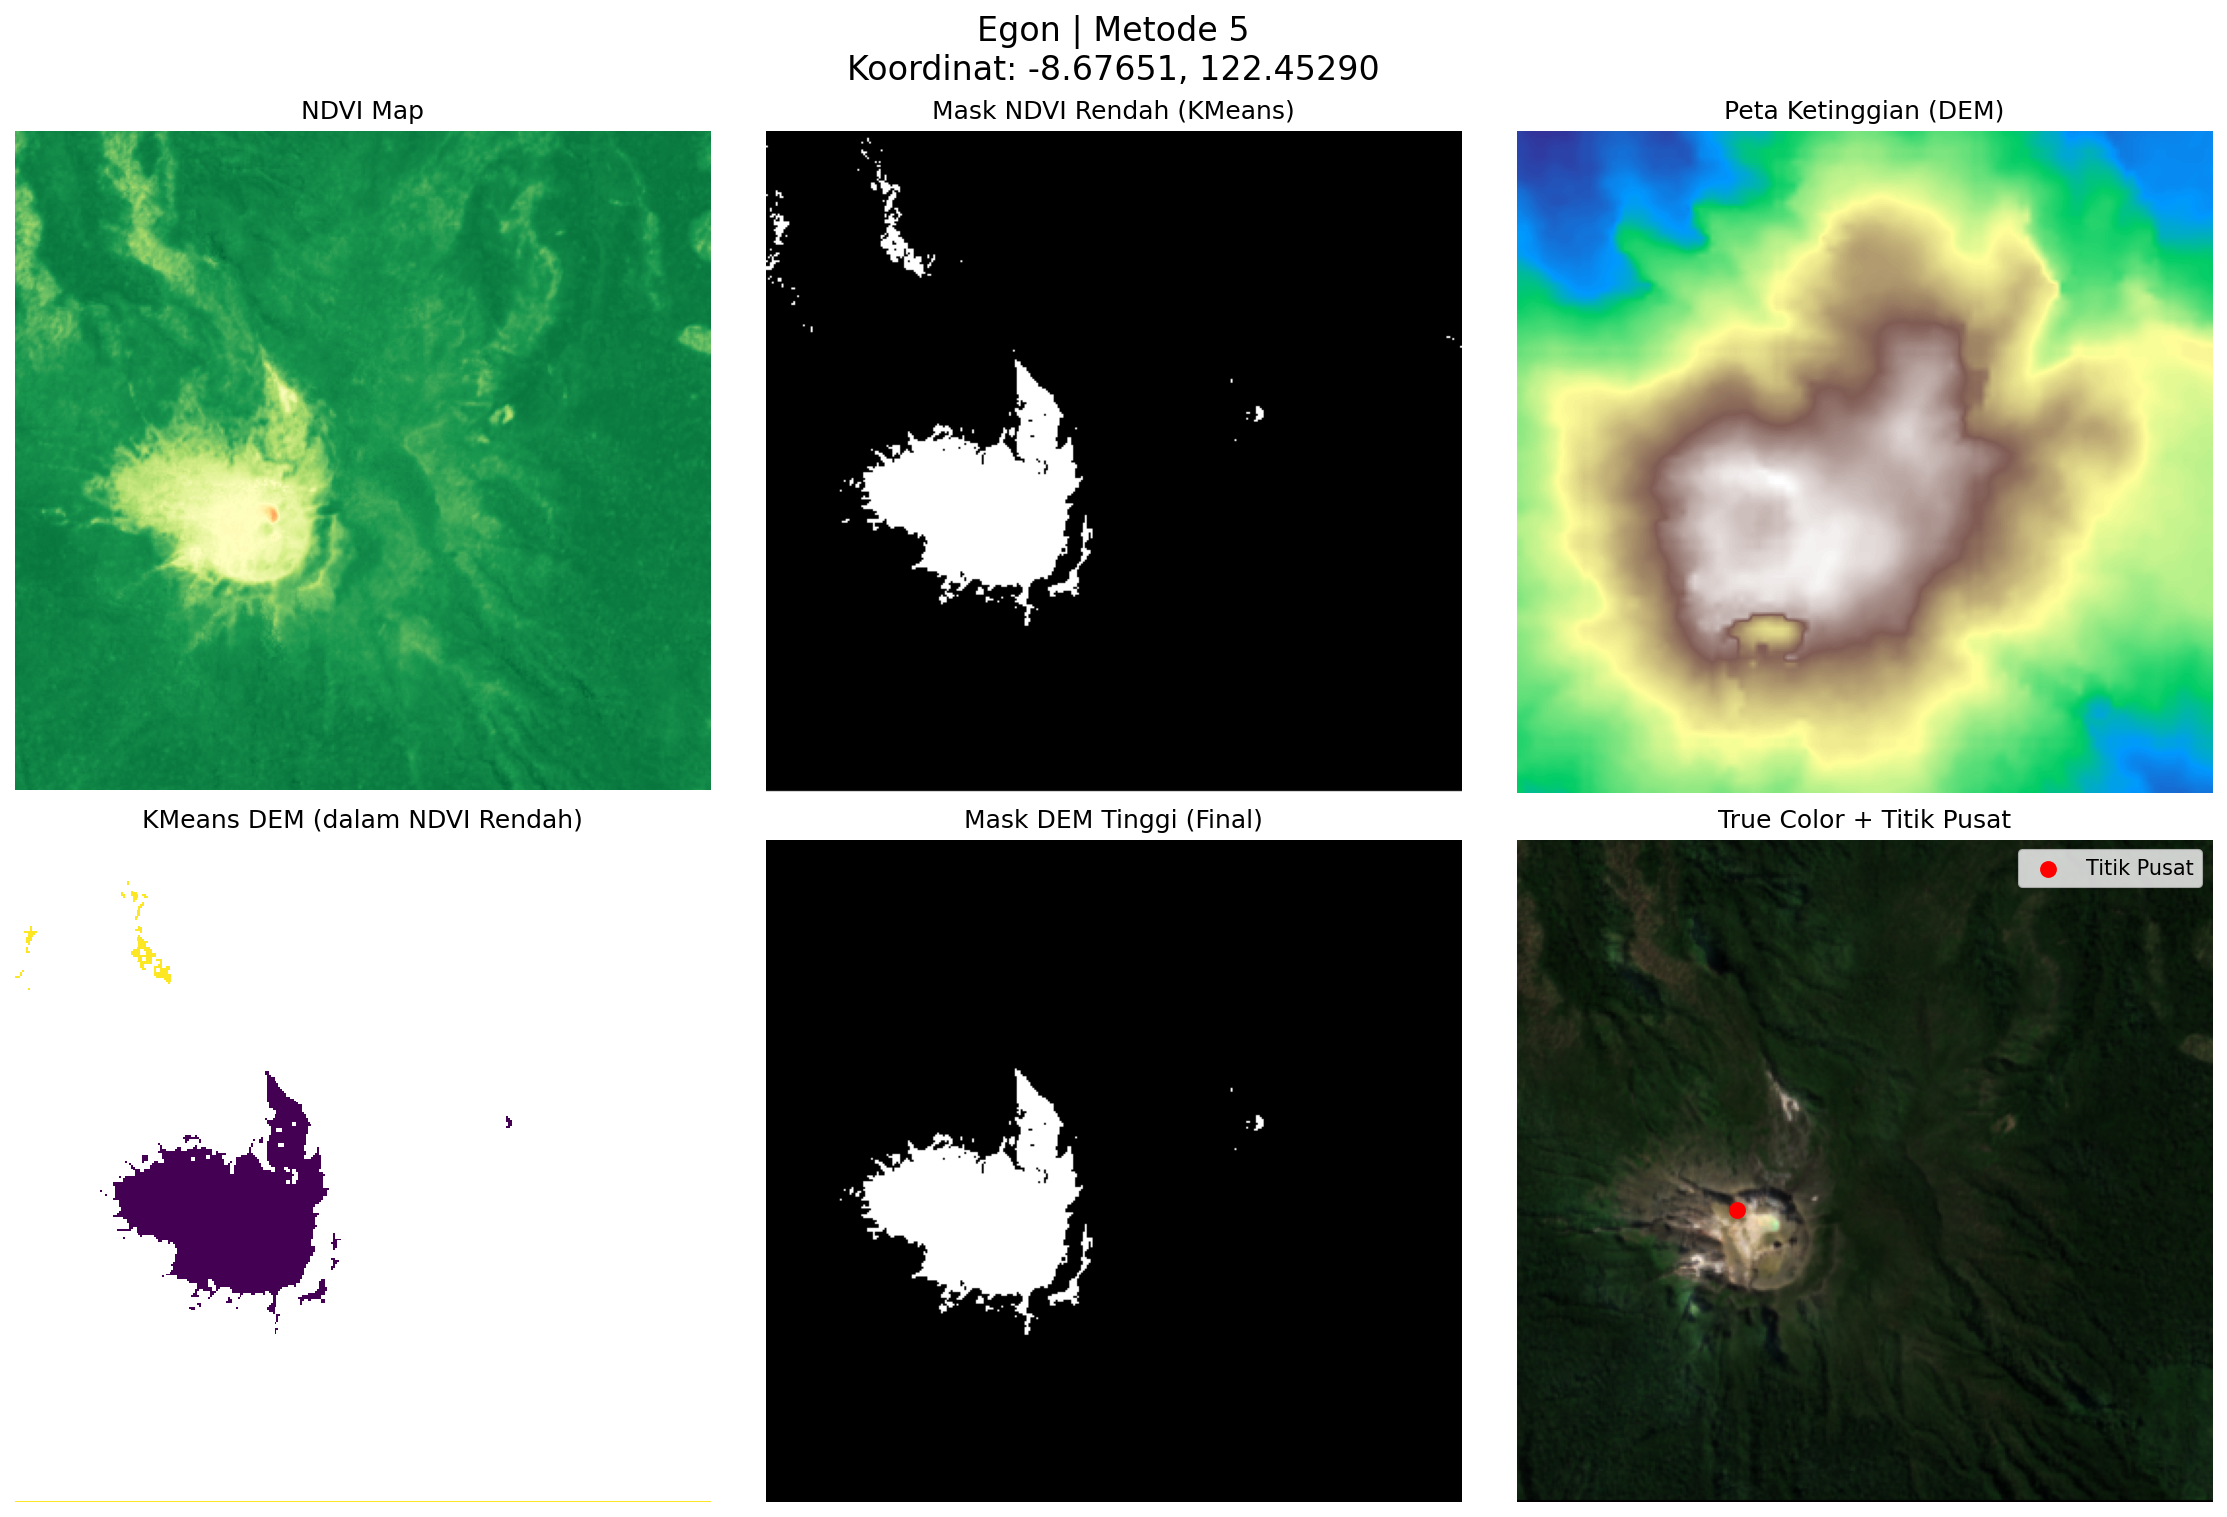 Egon | Metode 5
Koordinat: -8.67651, 122.45290
NDVI Map
Mask NDVI Rendah (KMeans)
Peta Ketinggian (DEM)
KMeans DEM (dalam NDVI Rendah)
Mask DEM Tinggi (Final)
True Color + Titik Pusat
Titik Pusat